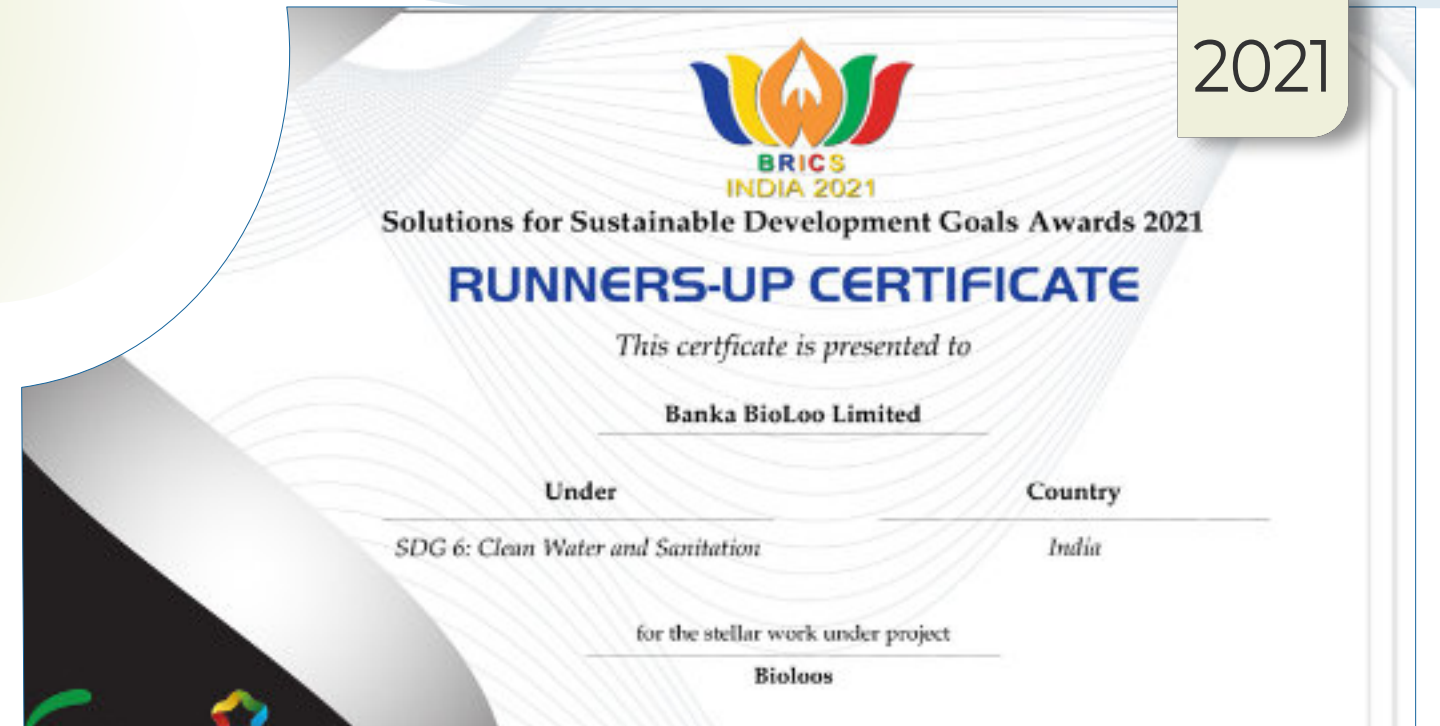 2021
BRICS
INDIA 2021
Solutions for Sustainable Development Goals Awards 2021
RUNNERS-UP CERTIFICATE
This certficate is presented to
Banka BioLoo Limited
Under
Country
SDG 6: Clean Water and Sanitation
India
for the stellar work under project
Bioloos